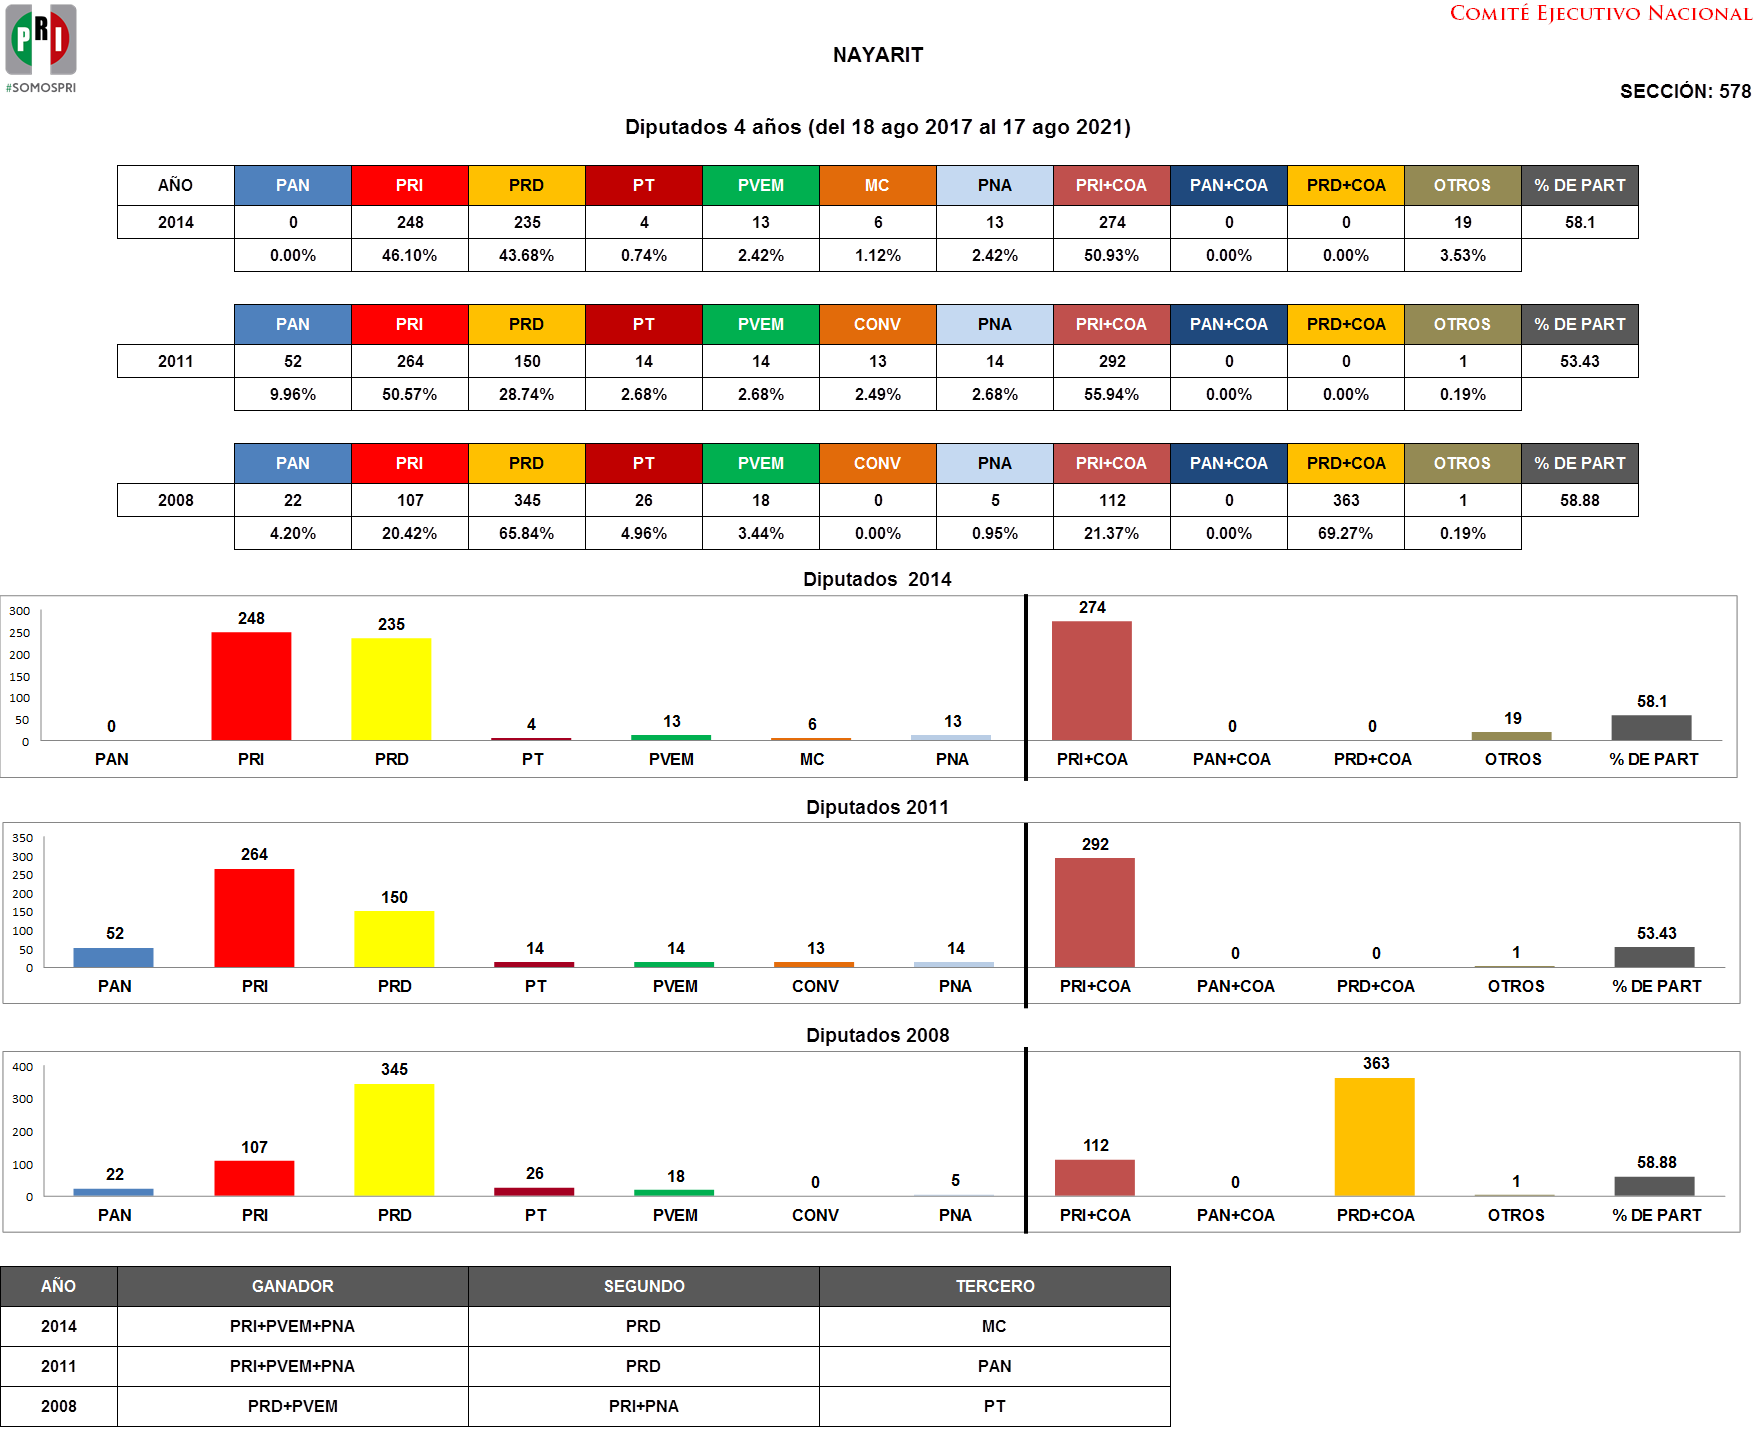 PRI
#SOMOSPRI
COMITÉ EJECUTIVO NACIONAL
NAYARIT
SECCIÓN: 578
Diputados 4 años (del 18 ago 2017 al 17 ago 2021)
AÑO PAN PRI PRD PT PVEM MC PNA PRI+COA PAN+COA PRD+COA OTROS % DE PART
2014 0 248 235 4 13 6 13 274 0 0 19 58.1
0.00% 46.10% 43.68% 0.74% 2.42% 1.12% 2.42% 50.93% 0.00% 0.00% 3.53%
PAN PRI PRD PT PVEM CONV PNA PRI+COA PAN+COA PRD+COA OTROS % DE PART
2011 52 264 150 14 14 13 14 292 0 0 1 53.43
9.96% 50.57% 28.74% 2.68% 2.68% 2.49% 2.68% 55.94% 0.00% 0.00% 0.19%
PAN PRI PRD PT PVEM CONV PNA PRI+COA PAN+COA PRD+COA OTROS % DE PART
2008 22 107 345 26 18 0 5 112 0 363 1 58.88
4.20% 20.42% 65.84% 4.96% 3.44% 0.00% 0.95% 21.37% 0.00% 69.27% 0.19%
Diputados 2014
300
250
200
150
100
50
0
0 248 235 4 13 6 13 274 0 0 19 58.1
PAN PRI PRD PT PVEM MC PNA PRI+COA PAN+COA PRD+COA OTROS % DE PART
Diputados 2011
350
300
250
200
150
100
50
0
52 264 150 14 14 13 14 292 0 0 1 53.43
PAN PRI PRD PT PVEM CONV PNA PRI+COA PAN+COA PRD+COA OTROS % DE PART
Diputados 2008
400
300
200
100
0
22 107 345 26 18 0 5 112 0 363 1 58.88
PAN PRI PRD PT PVEM CONV PNA PRI+COA PAN+COA PRD+COA OTROS % DE PART
AÑO GANADOR SEGUNDO TERCERO
2014 PRI+PVEM+PNA PRD MC
2011 PRI+PVEM+PNA PRD PAN
2008 PRD+PVEM PRI+PNA PT